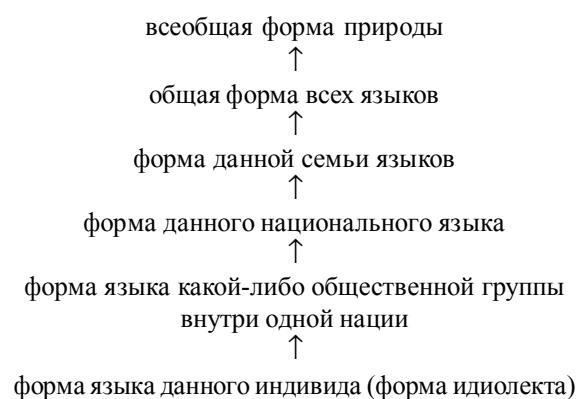 всеобщая форма природы
↑
общая форма всех языков
↑
форма данной семьи языков
↑
форма данного национального языка
↑
форма языка какой-либо общественной группы
внутри одной нации
↑
форма языка данного индивида (форма идиолекта)